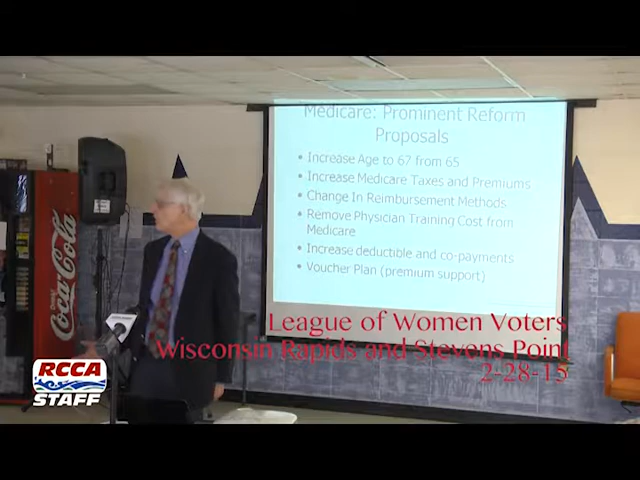 Medicare: Prominent Reform
Proposals
• Increase Age to 67 from 65
• Increase Medicare Taxes and Premiums
• Change In Reimbursement Methods
• Remove Physician Training Cost from
Medicare
• Increase deductible and co-payments
• Voucher Plan (premium support)
Coca-Cola
League of Women Voters
Wisconsin Rapids and Stevens Point
2-28-15
RCCA
STAFF